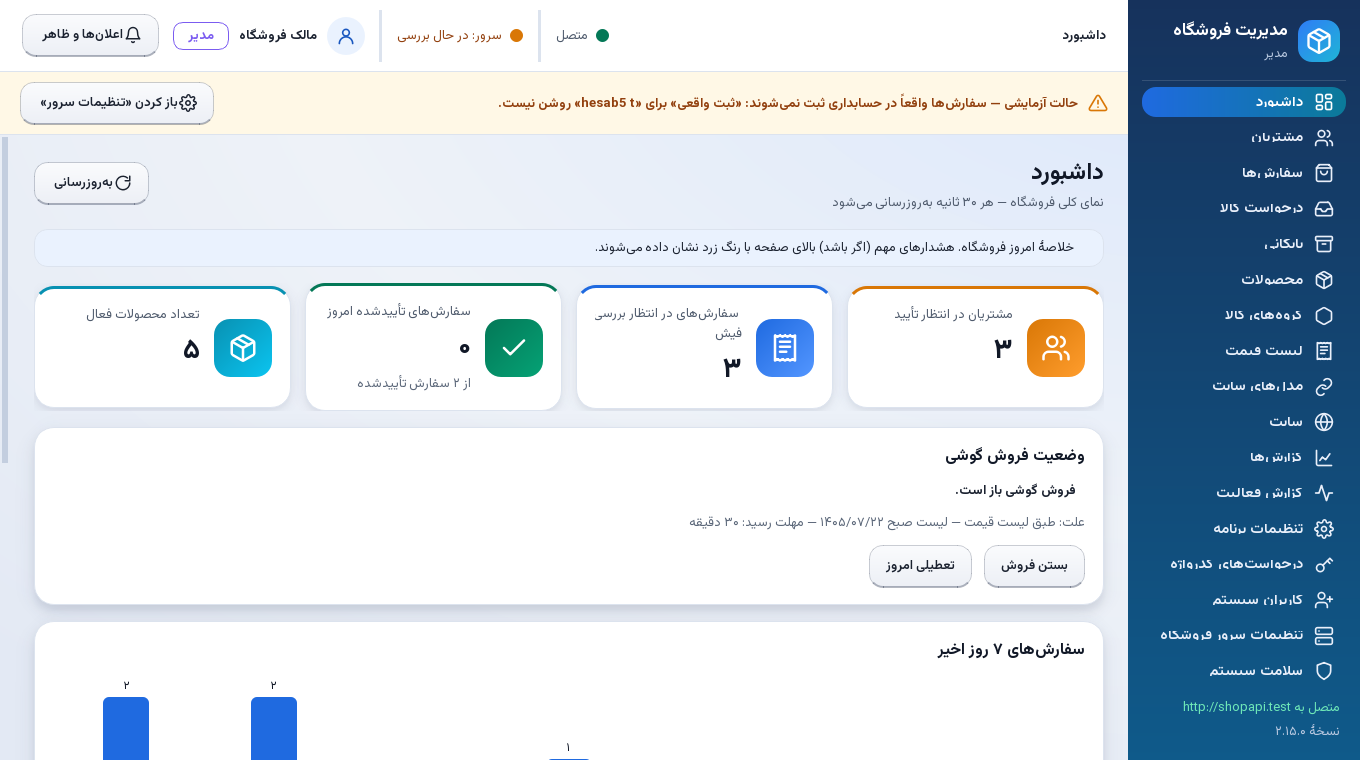 مدیریت فروشگاه
مدیر
داشبورد
مشتریان
سفارش‌ها
درخواست کالا
بایگانی
محصولات
گروه‌های کالا
لیست قیمت
مدل‌های سایت
سایت
گزارش‌ها
گزارش فعالیت
تنظیمات برنامه
درخواست‌های گذرواژه
کاربران سیستم
تنظیمات سرور فروشگاه
سلامت سیستم
متصل به http://shopapi.test
نسخهٔ ۲.۱۵.۰
داشبورد
متصل
سرور: در حال بررسی
مالک فروشگاه
مدیر
اعلان‌ها و ظاهر
حالت آزمایشی — سفارش‌ها واقعاً در حسابداری ثبت نمی‌شوند: «ثبت واقعی» برای «hesab5 t» روشن نیست.
باز کردن «تنظیمات سرور»
داشبورد
نمای کلی فروشگاه — هر ۳۰ ثانیه به‌روزرسانی می‌شود
به‌روزرسانی
خلاصهٔ امروز فروشگاه. هشدارهای مهم (اگر باشد) بالای صفحه با رنگ زرد نشان داده می‌شوند.
مشتریان در انتظار تأیید
۳
سفارش‌های در انتظار بررسی
فیش
۳
سفارش‌های تأییدشده امروز
۰
از ۲ سفارش تأییدشده
تعداد محصولات فعال
۵
وضعیت فروش گوشی
فروش گوشی باز است.
علت: طبق لیست قیمت — لیست صبح ۱۴۰۵/۰۷/۲۲ — مهلت رسید: ۳۰ دقیقه
بستن فروش
تعطیلی امروز
سفارش‌های ۷ روز اخیر
۱
۲
۲